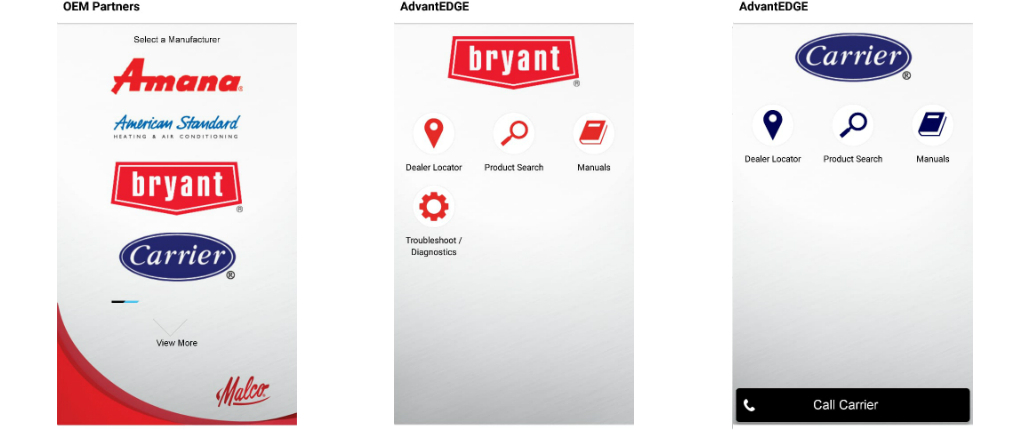 OEM Partners
Select a Manufacturer
Amana®
American Standard
HEATING & AIR CONDITIONING
bryant
®
Carrier
®
View More
Malco®
AdvantEDGE
bryant
®
Dealer Locator
Product Search
Manuals
Troubleshoot /
Diagnostics
AdvantEDGE
Carrier
®
Dealer Locator
Product Search
Manuals
Call Carrier